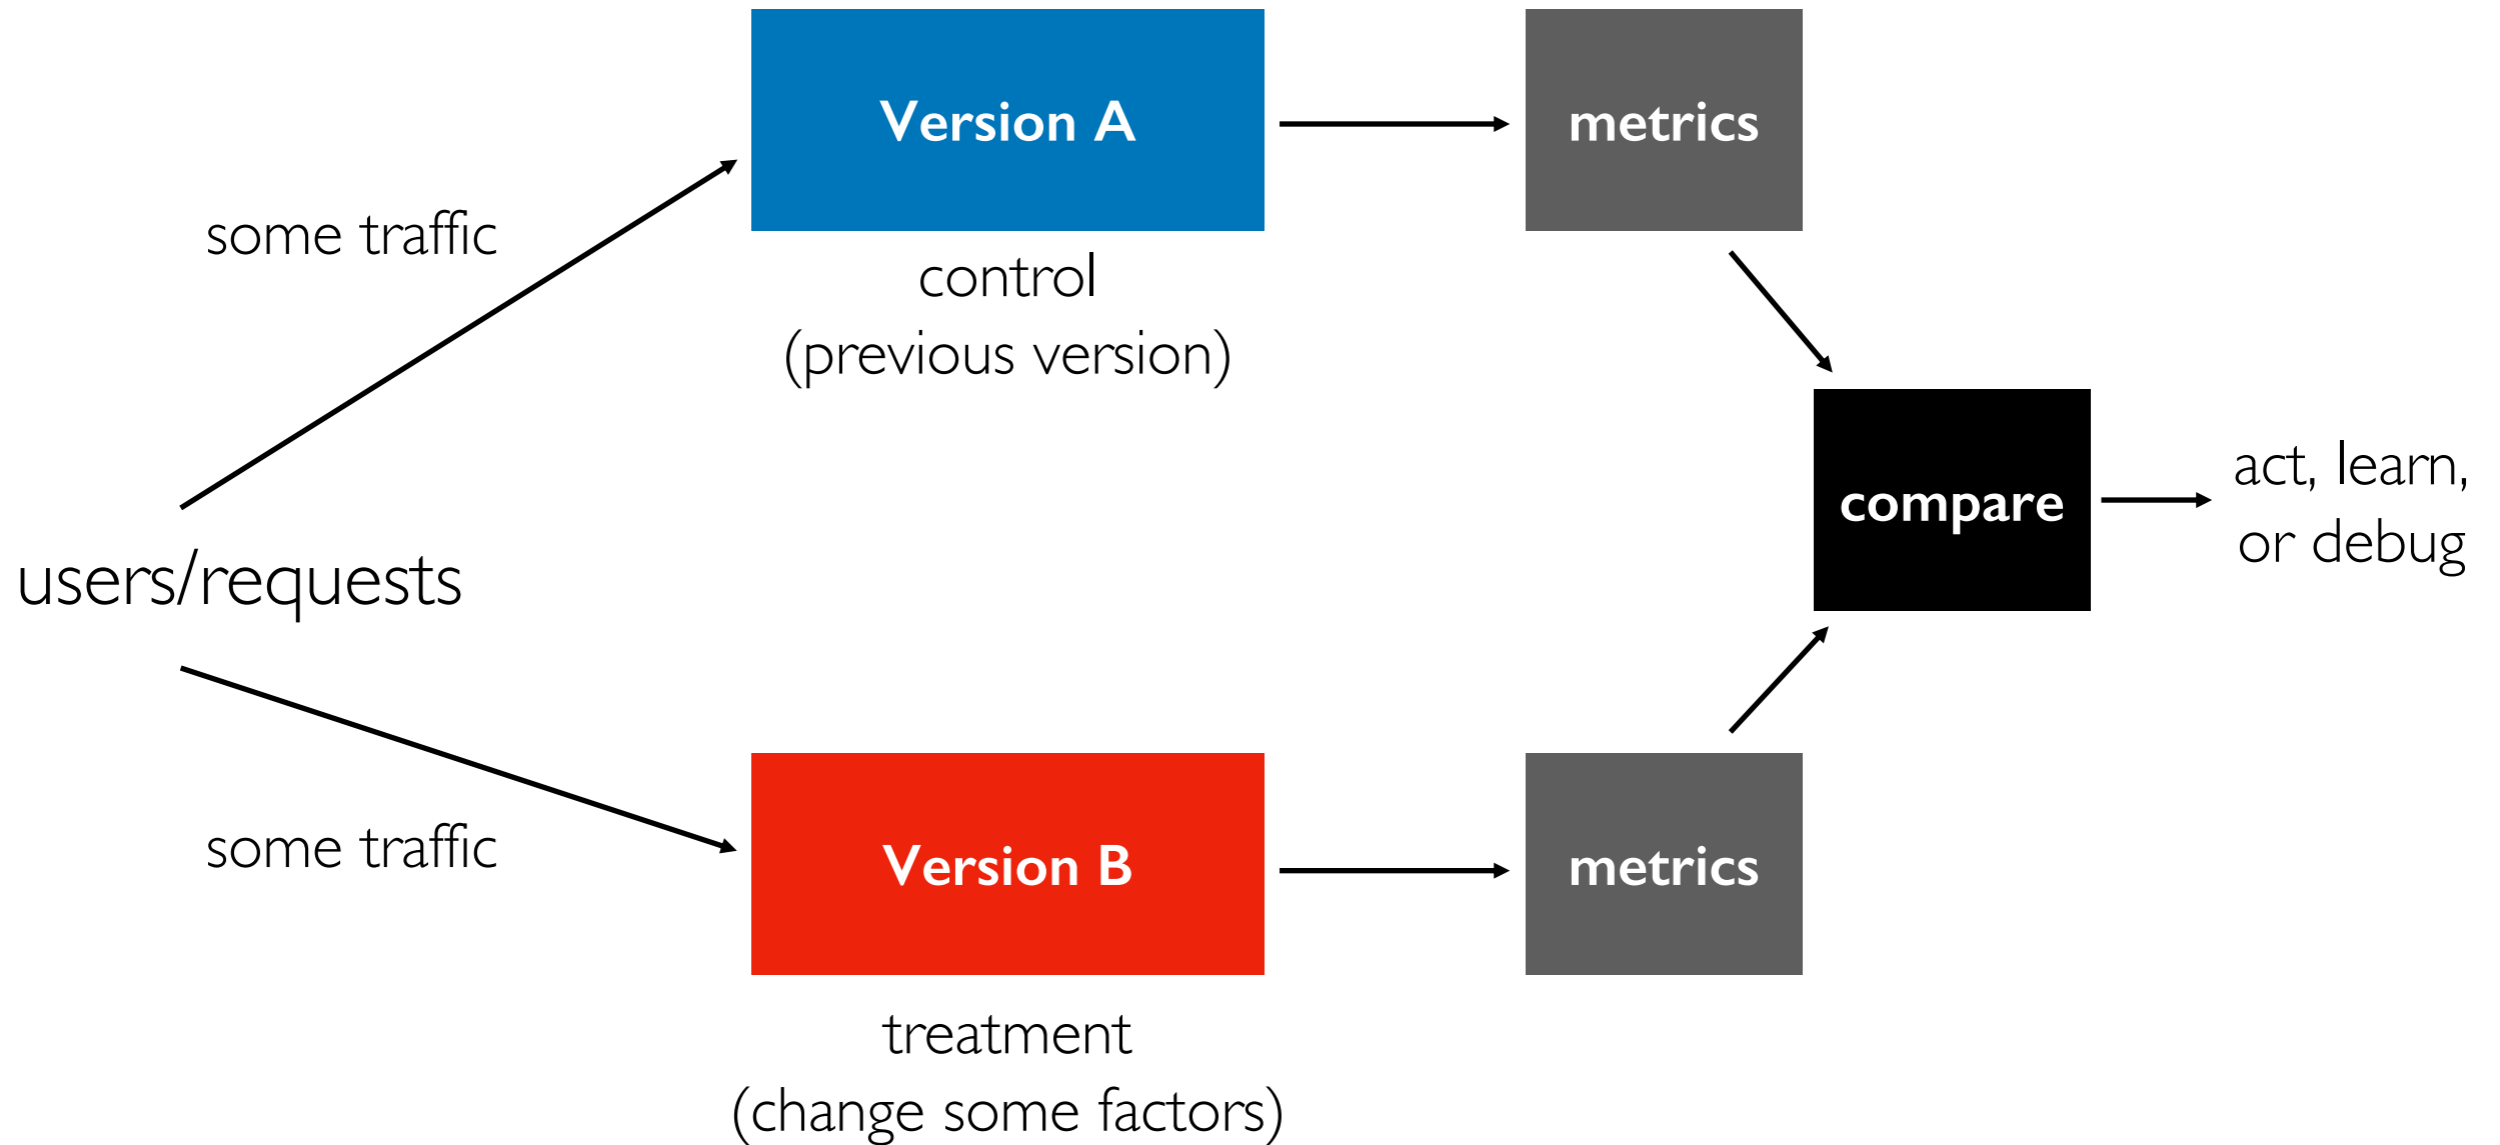 Version A
metrics
some traffic
control
(previous version)
compare
act, learn,
or debug
users/requests
some traffic
Version B
metrics
treatment
(change some factors)